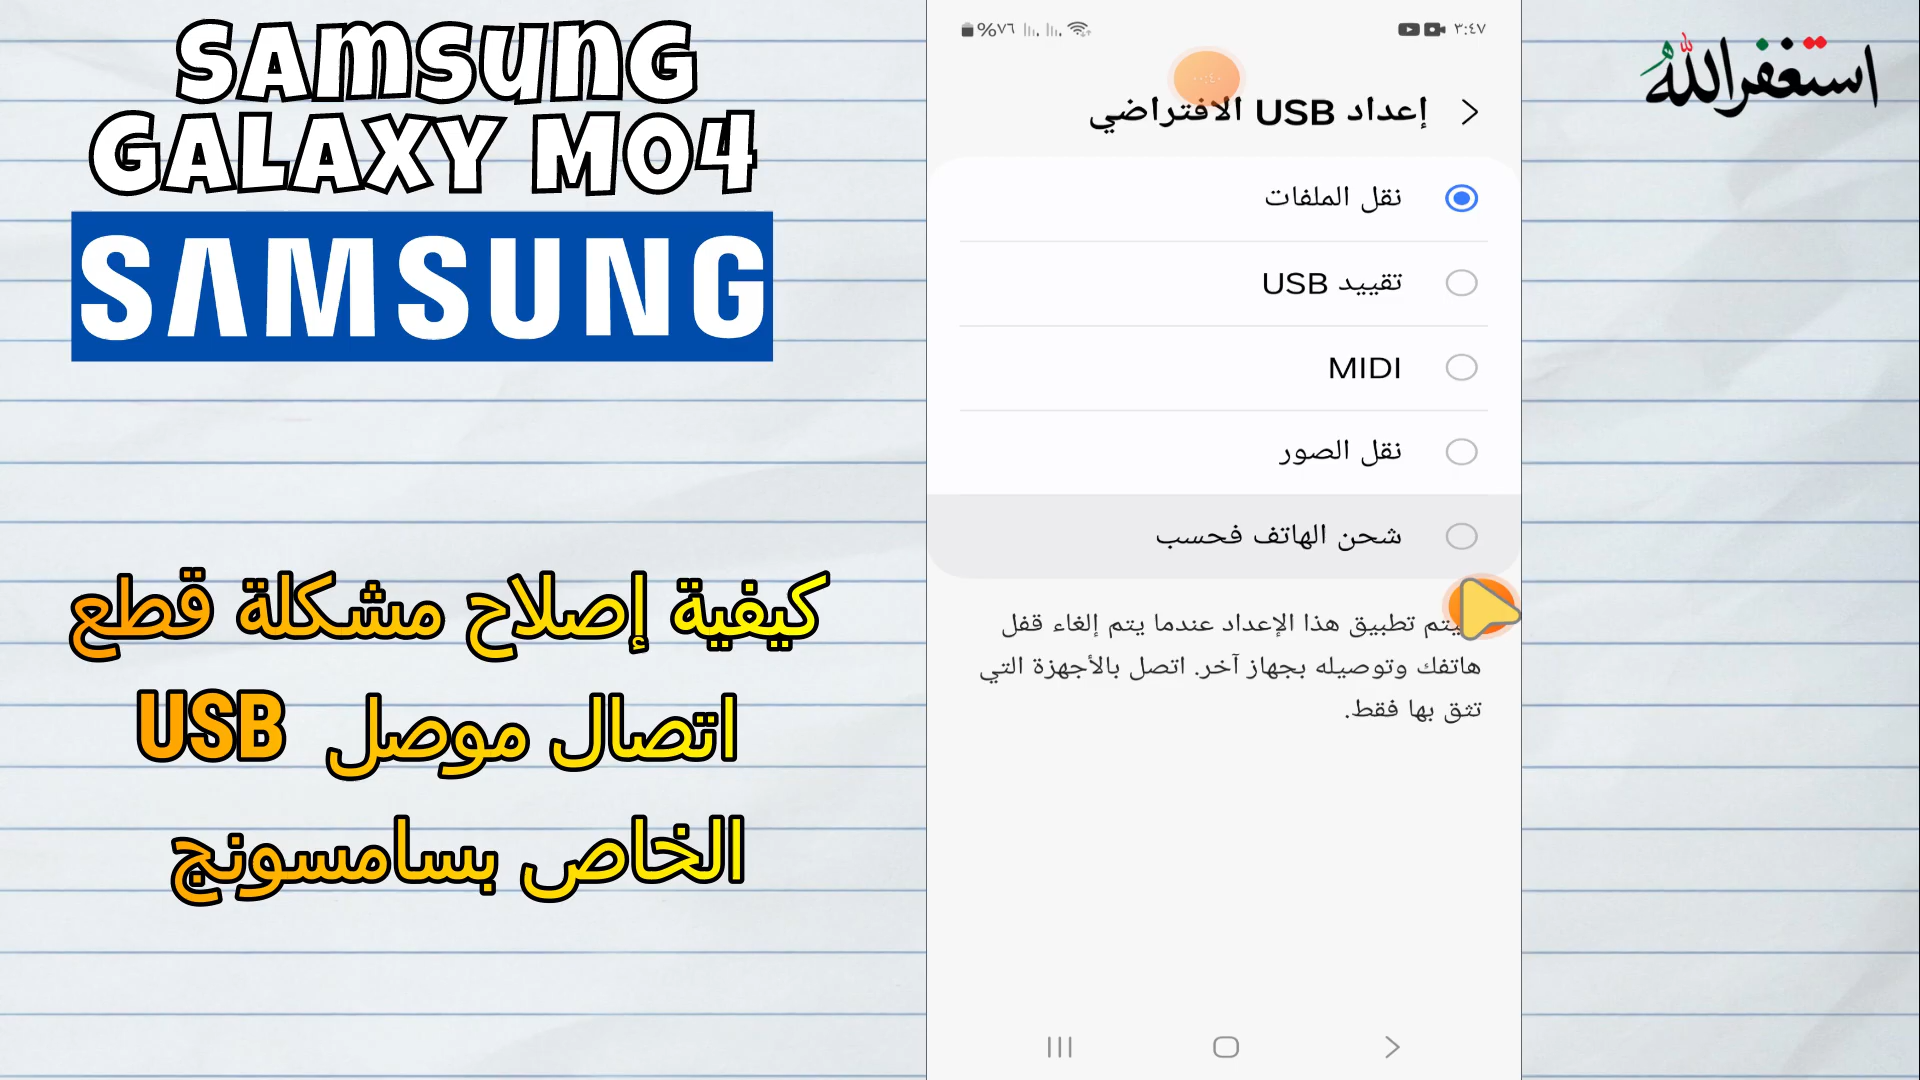 SAMSUNG
GALAXY M04
SAMSUNG
كيفية إصلاح مشكلة قطع
اتصال موصل USB
الخاص بسامسونج
٣:٤٧
%٧٦
إعداد USB الافتراضي
نقل الملفات
تقييد USB
MIDI
نقل الصور
شحن الهاتف فحسب
يتم تطبيق هذا الإعداد عندما يتم إلغاء قفل
هاتفك وتوصيله بجهاز آخر. اتصل بالأجهزة التي
تثق بها فقط.
استغفر الله